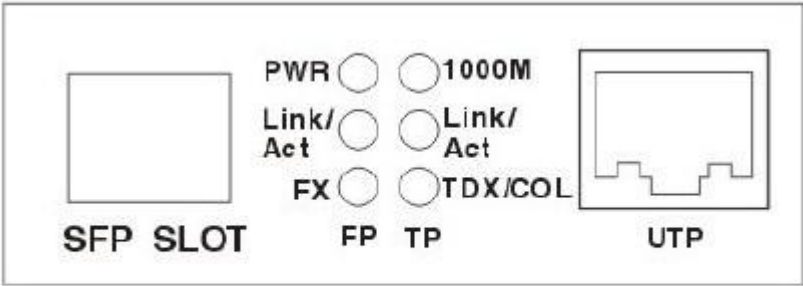 PWR 1000M
Link/ Link/
Act Act
FX TDX/COL
SFP SLOT FP TP UTP